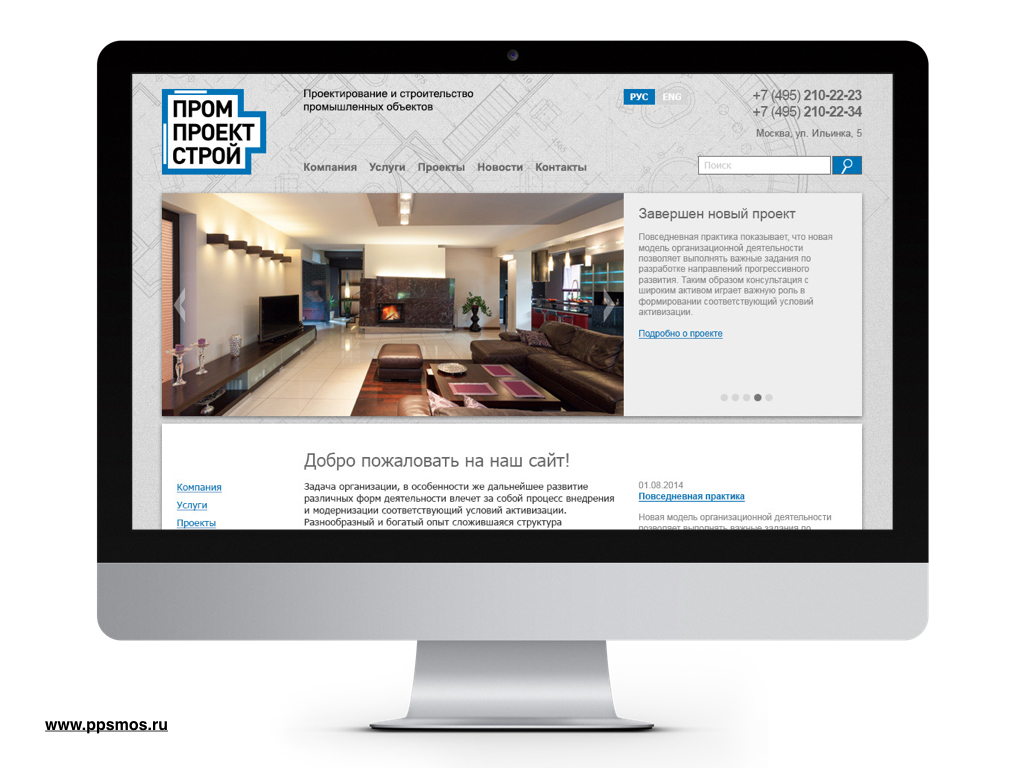 ПРОМ
ПРОЕКТ
СТРОЙ
Проектирование и строительство
промышленных объектов
РУС ENG
+7 (495) 210-22-23
+7 (495) 210-22-34
Москва, ул. Ильинка, 5
Компания Услуги Проекты Новости Контакты
Поиск
Завершен новый проект
Повседневная практика показывает, что новая
модель организационной деятельности
позволяет выполнять важные задания по
разработке направлений прогрессивного
развития. Таким образом консультация с
широким активом играет важную роль в
формировании соответствующий условий
активизации.
Подробно о проекте
Добро пожаловать на наш сайт!
Компания
Услуги
Проекты
Задача организации, в особенности же дальнейшее развитие
различных форм деятельности влечет за собой процесс внедрения
и модернизации соответствующий условий активизации.
Разнообразный и богатый опыт сложившаяся структура
01.08.2014
Повседневная практика
Новая модель организационной деятельности
позволяет выполнять важные задания по
www.ppsmos.ru